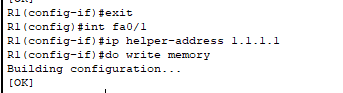 [OK]
R1(config-if)#exit
R1(config)#int fa0/1
R1(config-if)#ip helper-address 1.1.1.1
R1(config-if)#do write memory
Building configuration...
[OK]